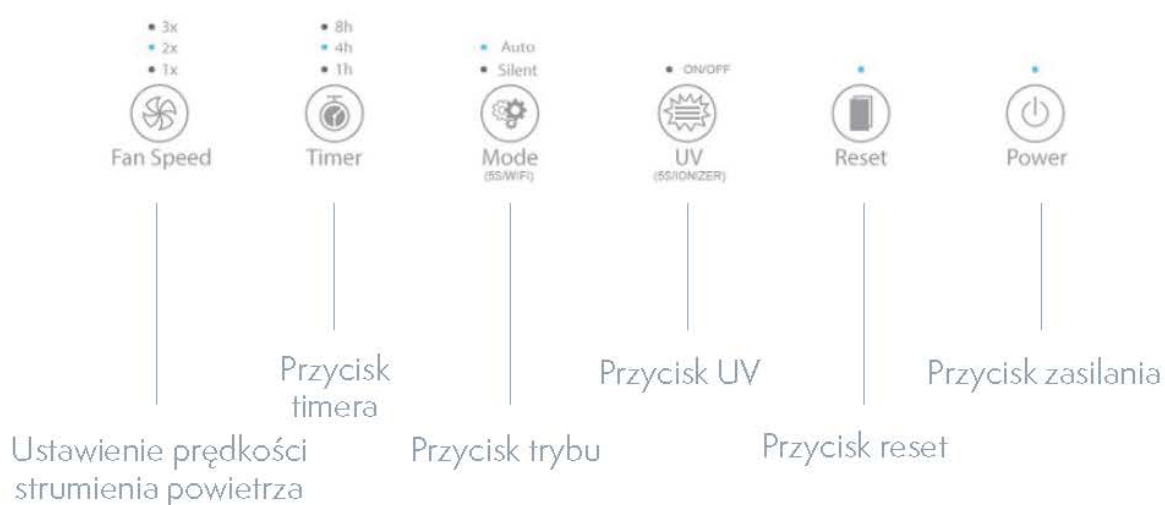 3x
2x
1x
Fan Speed
8h
4h
1h
Timer
Auto
Silent
Mode
(5S/WIFI)
ON/OFF
UV
(5S/IONIZER)
Reset
Power
Ustawienie prędkości
strumienia powietrza
Przycisk
timera
Przycisk trybu
Przycisk UV
Przycisk reset
Przycisk zasilania